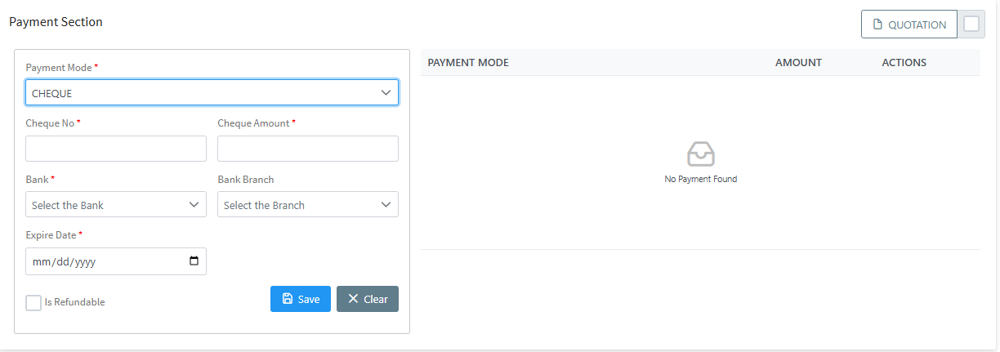 Payment Section
QUOTATION
Payment Mode *
CHEQUE
Cheque No *
Cheque Amount *
Bank *
Bank Branch
Select the Bank
Select the Branch
Expire Date *
mm/dd/yyyy
Is Refundable
Save
Clear
PAYMENT MODE
AMOUNT
ACTIONS
No Payment Found